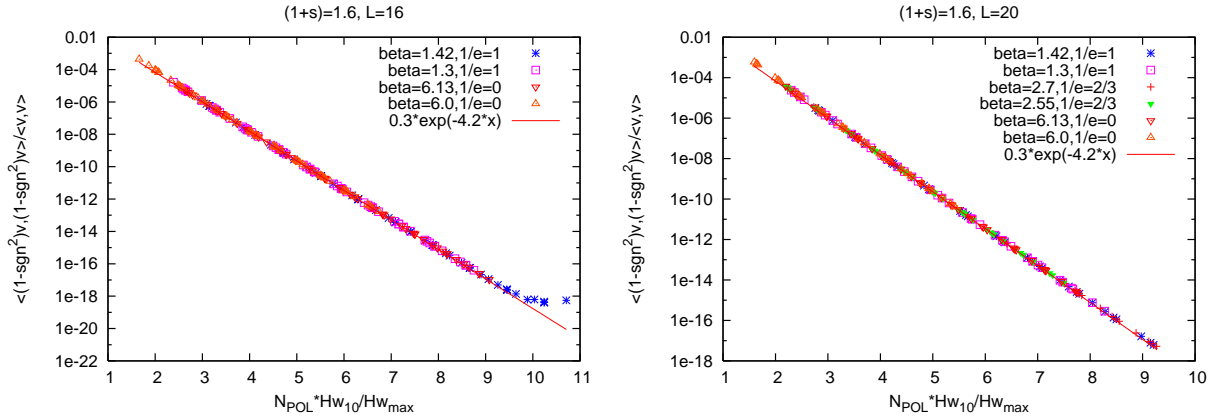 (1+s)=1.6, L=16
0.01
1e-04
1e-06
1e-08
1e-10
1e-12
1e-14
1e-16
1e-18
1e-20
1e-22
<(1-sgn²)v,(1-sgn²)v>/<v,v>
beta=1.42,1/e=1
beta=1.3,1/e=1
beta=6.13,1/e=0
beta=6.0,1/e=0
0.3*exp(-4.2*x)
1 2 3 4 5 6 7 8 9 10 11
N_POL*Hw_10/Hw_max
(1+s)=1.6, L=20
0.01
1e-04
1e-06
1e-08
1e-10
1e-12
1e-14
1e-16
1e-18
<(1-sgn²)v,(1-sgn²)v>/<v,v>
beta=1.42,1/e=1
beta=1.3,1/e=1
beta=2.7,1/e=2/3
beta=2.55,1/e=2/3
beta=6.13,1/e=0
beta=6.0,1/e=0
0.3*exp(-4.2*x)
1 2 3 4 5 6 7 8 9 10
N_POL*Hw_10/Hw_max